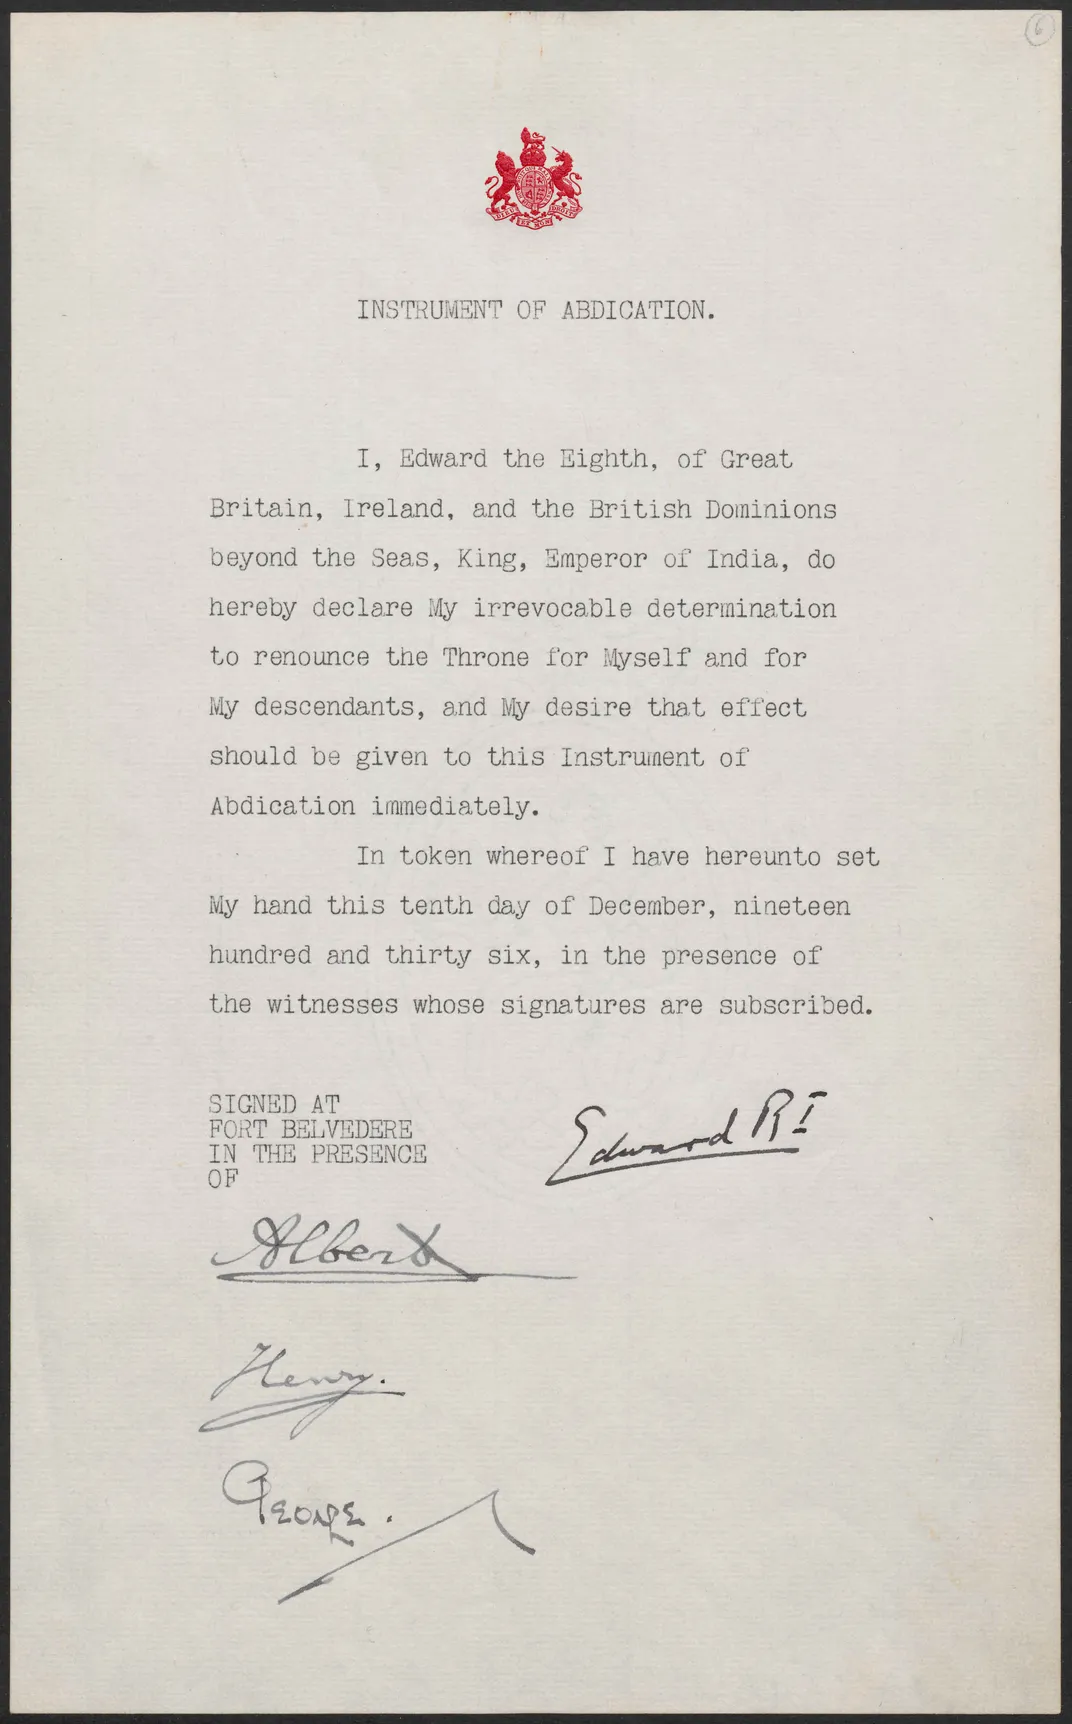 6
DIEU ET MON DROIT
INSTRUMENT OF ABDICATION.
I, Edward the Eighth, of Great
Britain, Ireland, and the British Dominions
beyond the Seas, King, Emperor of India, do
hereby declare My irrevocable determination
to renounce the Throne for Myself and for
My descendants, and My desire that effect
should be given to this Instrument of
Abdication immediately.
In token whereof I have hereunto set
My hand this tenth day of December, nineteen
hundred and thirty six, in the presence of
the witnesses whose signatures are subscribed.
SIGNED AT
FORT BELVEDERE
IN THE PRESENCE
OF
Edward RI
Albert
Henry.
George.